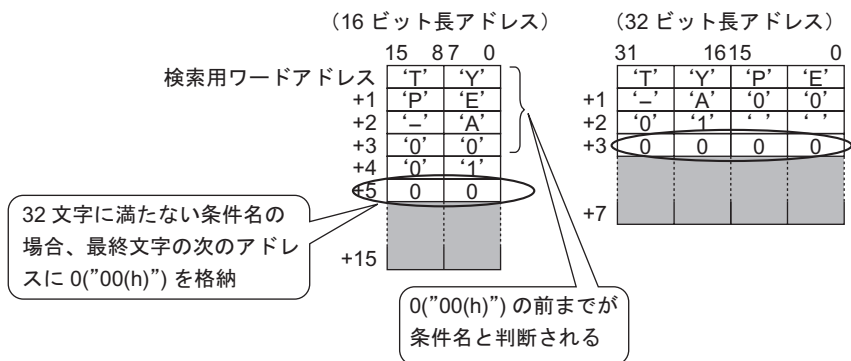 （16 ビット長アドレス）
15 8 7 0
検索用ワードアドレス ‘T’ ‘Y’
+1 ‘P’ ‘E’
+2 ‘–’ ‘A’
+3 ‘0’ ‘0’
+4 ‘0’ ‘1’
+5 0 0
+15
（32 ビット長アドレス）
31 16 15 0
‘T’ ‘Y’ ‘P’ ‘E’
+1 ‘–’ ‘A’ ‘0’ ‘0’
+2 ‘0’ ‘1’ ‘ ’ ‘ ’
+3 0 0 0 0
+7
32 文字に満たない条件名の
場合、最終文字の次のアドレ
スに 0("00(h)") を格納
0("00(h)") の前までが
条件名と判断される